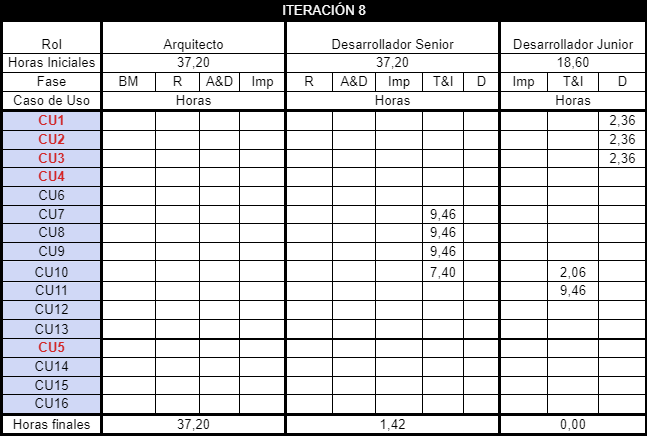 ITERACIÓN 8
Rol Arquitecto Desarrollador Senior Desarrollador Junior
Horas Iniciales 37,20 37,20 18,60
Fase BM R A&D Imp R A&D Imp T&I D Imp T&I D
Caso de Uso Horas Horas Horas
CU1 2,36
CU2 2,36
CU3 2,36
CU4
CU6
CU7 9,46
CU8 9,46
CU9 9,46
CU10 7,40 2,06
CU11 9,46
CU12
CU13
CU5
CU14
CU15
CU16
Horas finales 37,20 1,42 0,00